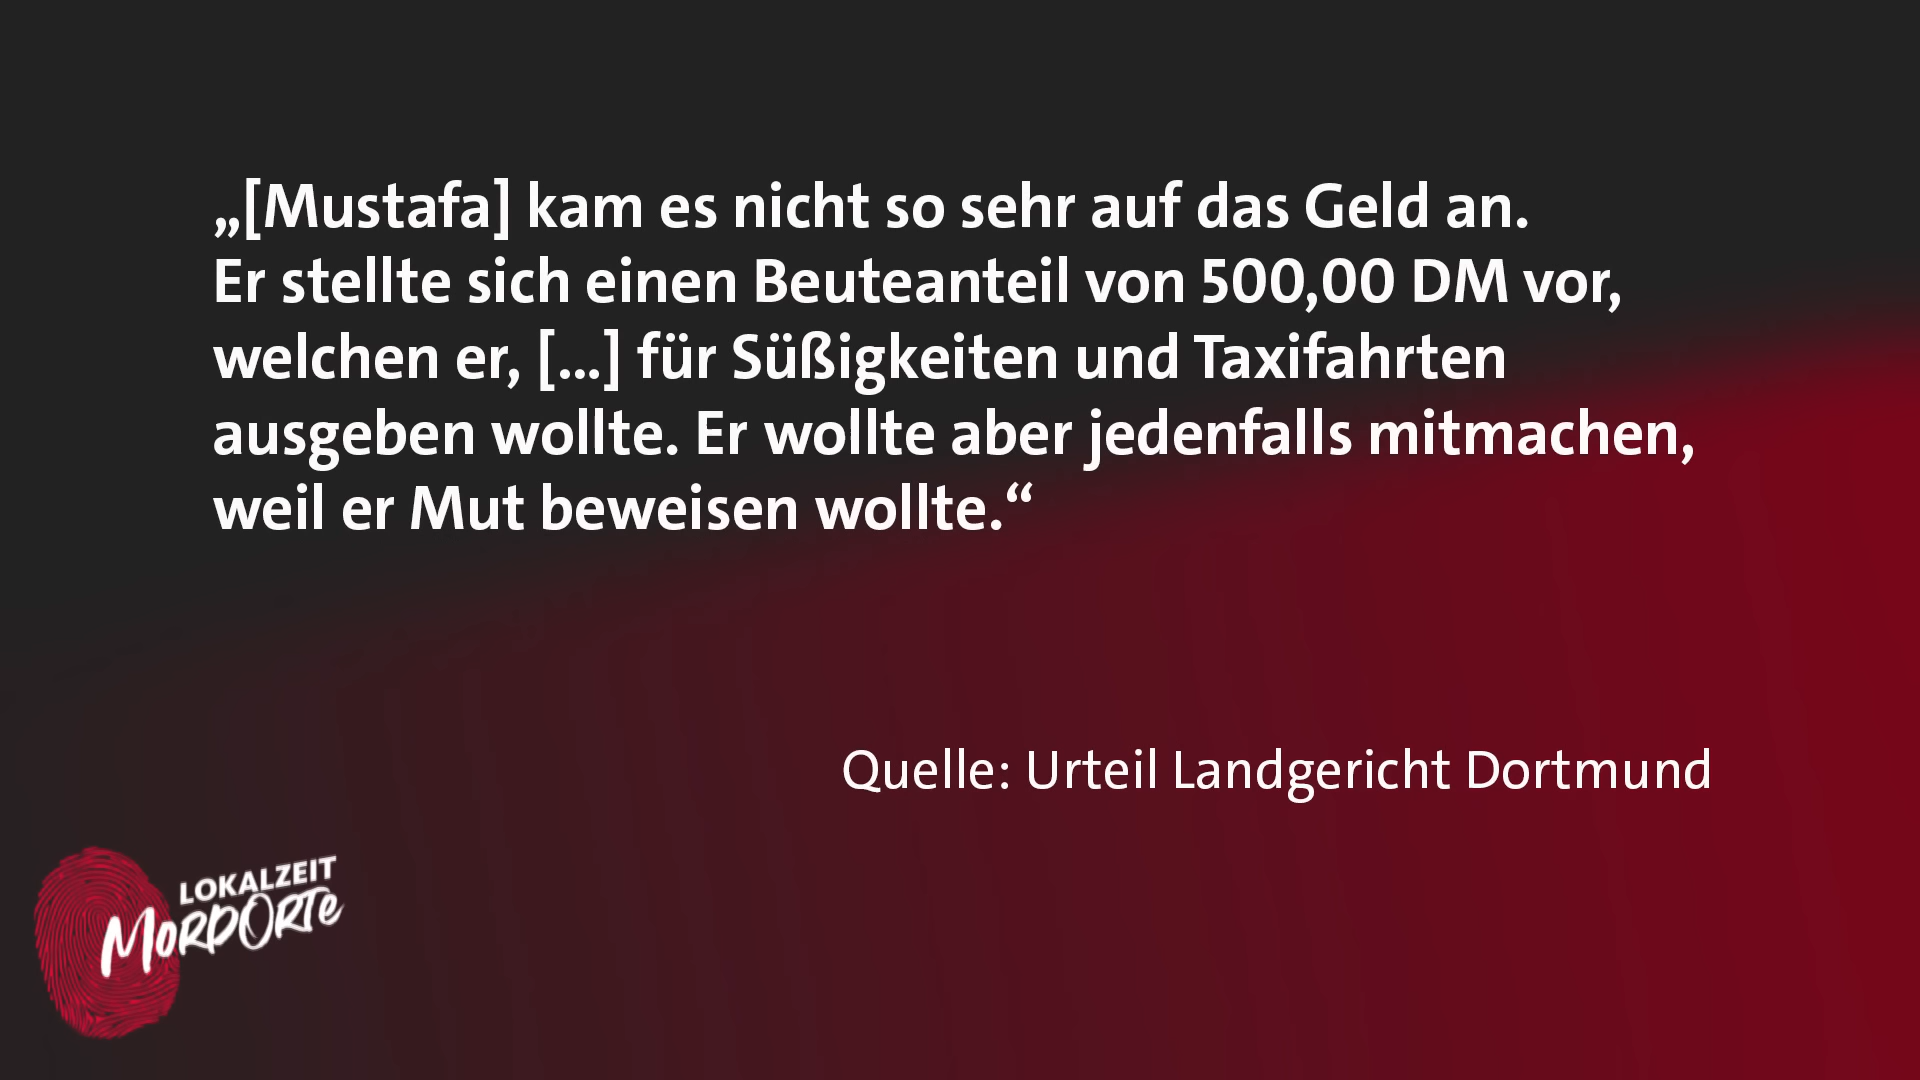 „[Mustafa] kam es nicht so sehr auf das Geld an.
Er stellte sich einen Beuteanteil von 500,00 DM vor,
welchen er, [...] für Süßigkeiten und Taxifahrten
ausgeben wollte. Er wollte aber jedenfalls mitmachen,
weil er Mut beweisen wollte.“
Quelle: Urteil Landgericht Dortmund
LOKALZEIT
MORDORTE